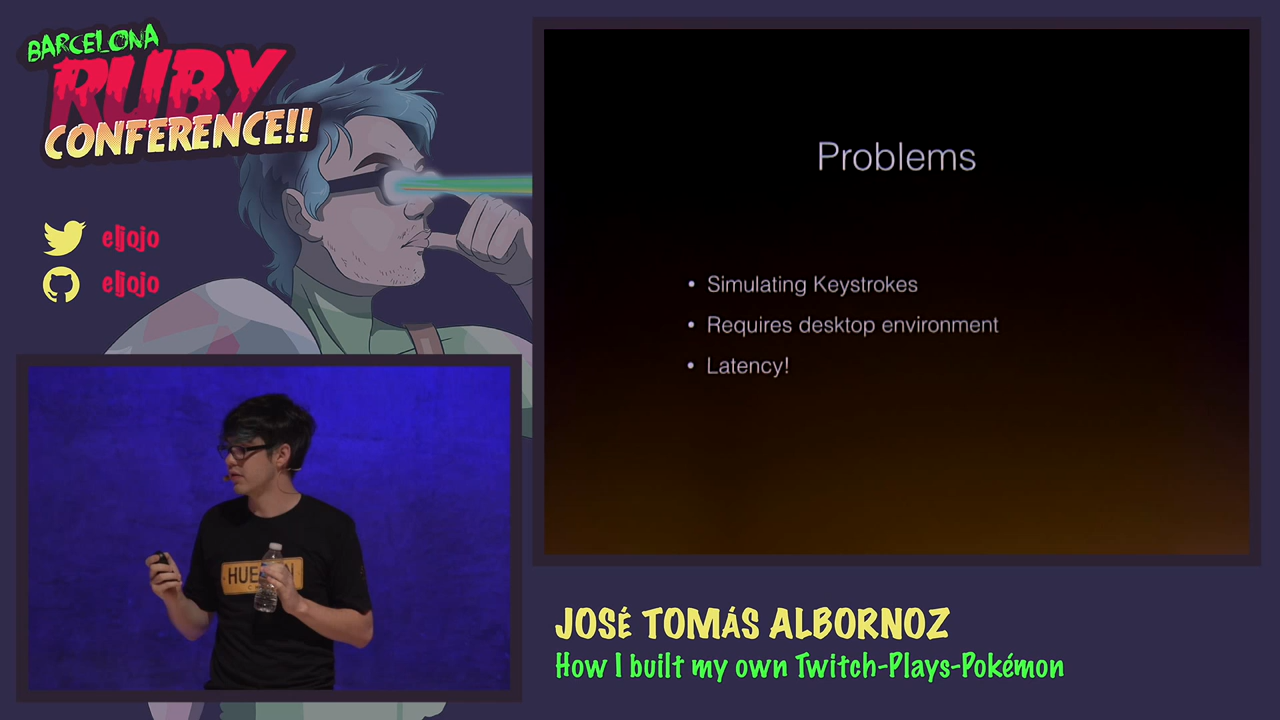 BARCELONA
RUBY
CONFERENCE!!
eljojo
eljojo
Problems
• Simulating Keystrokes
• Requires desktop environment
• Latency!
JOSÉ TOMÁS ALBORNOZ
How I built my own Twitch-Plays-Pokémon